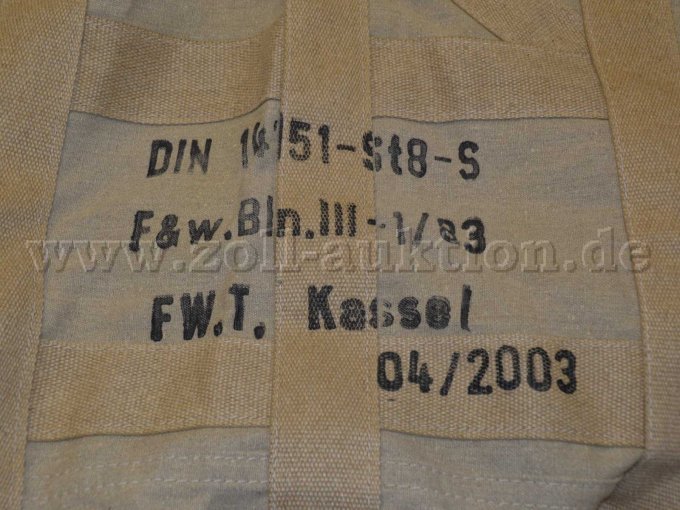 DIN 14151-St8-S
F&w.Bln.III-1/83
www.zoll-auktion.de
FW.T. Kassel
04/2003